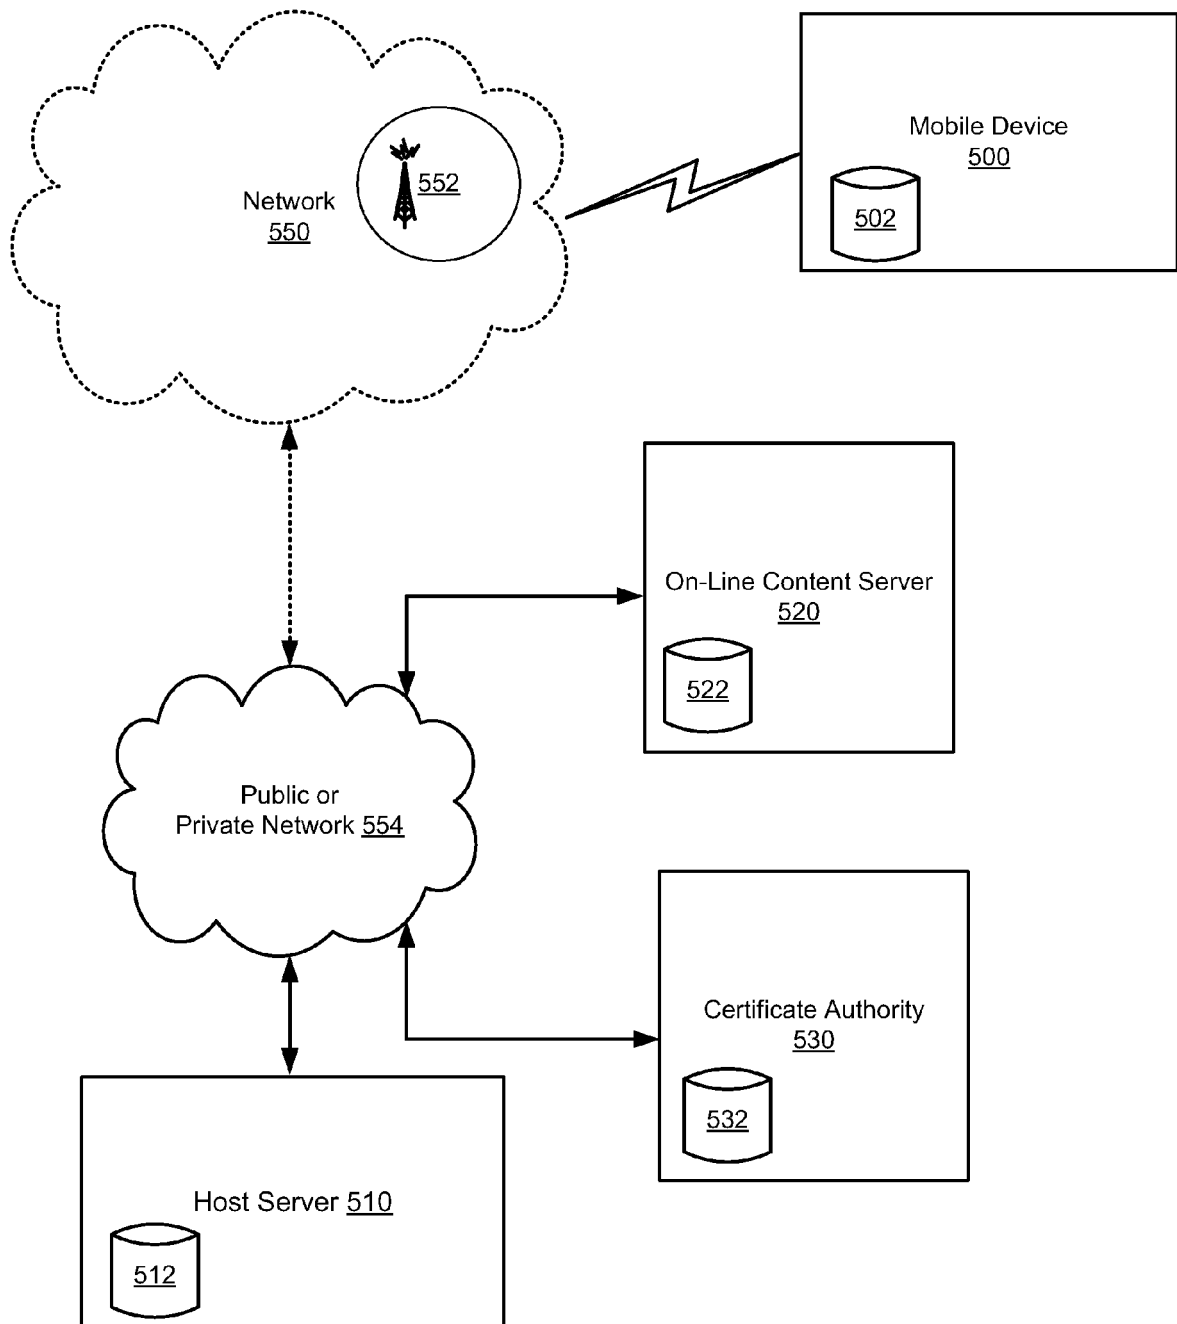 Mobile Device
500
502
552
Network
550
On-Line Content Server
520
522
Public or
Private Network 554
Certificate Authority
530
532
Host Server 510
512